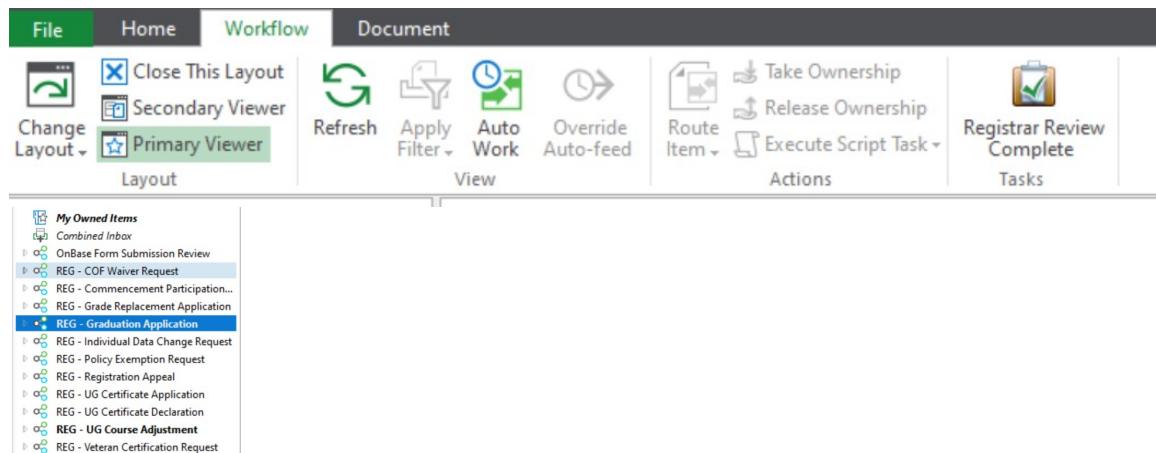 File Home Workflow Document
Change Layout
Close This Layout
Secondary Viewer
Primary Viewer
Layout
Refresh
Apply Filter
Auto Work
Override Auto-feed
View
Route Item
Take Ownership
Release Ownership
Execute Script Task
Actions
Registrar Review Complete
Tasks
My Owned Items
Combined Inbox
OnBase Form Submission Review
REG - COF Waiver Request
REG - Commencement Participation...
REG - Grade Replacement Application
REG - Graduation Application
REG - Individual Data Change Request
REG - Policy Exemption Request
REG - Registration Appeal
REG - UG Certificate Application
REG - UG Certificate Declaration
REG - UG Course Adjustment
REG - Veteran Certification Request